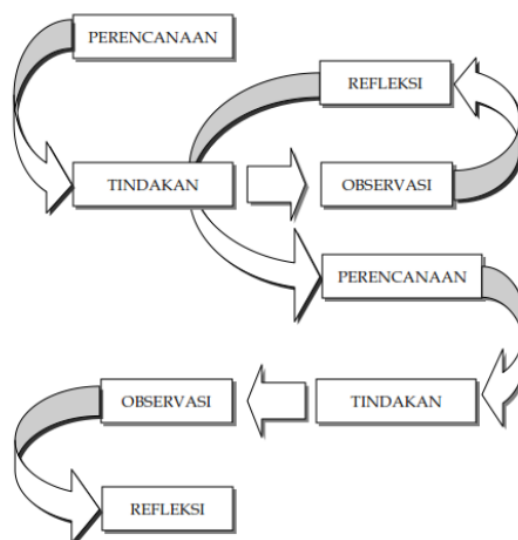 PERENCANAAN
REFLEKSI
TINDAKAN
OBSERVASI
PERENCANAAN
OBSERVASI
TINDAKAN
REFLEKSI